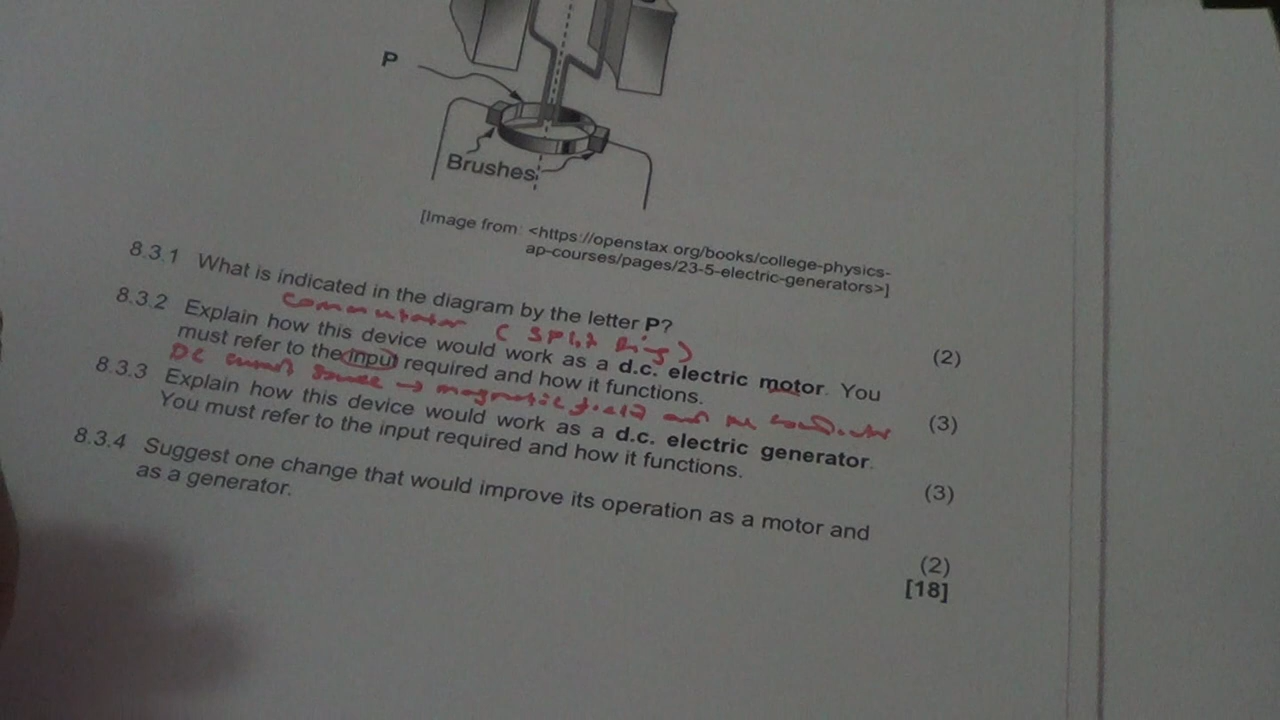 P
Brushes
[Image from: <https://openstax.org/books/college-physics-
ap-courses/pages/23-5-electric-generators>]
8.3.1 What is indicated in the diagram by the letter P?
commutator (split Ring)
(2)
8.3.2 Explain how this device would work as a d.c. electric motor. You
must refer to the input required and how it functions.
(3)
DC source → magnetic field and the conductor
8.3.3 Explain how this device would work as a d.c. electric generator.
You must refer to the input required and how it functions.
(3)
8.3.4 Suggest one change that would improve its operation as a motor and
as a generator.
(2)
[18]